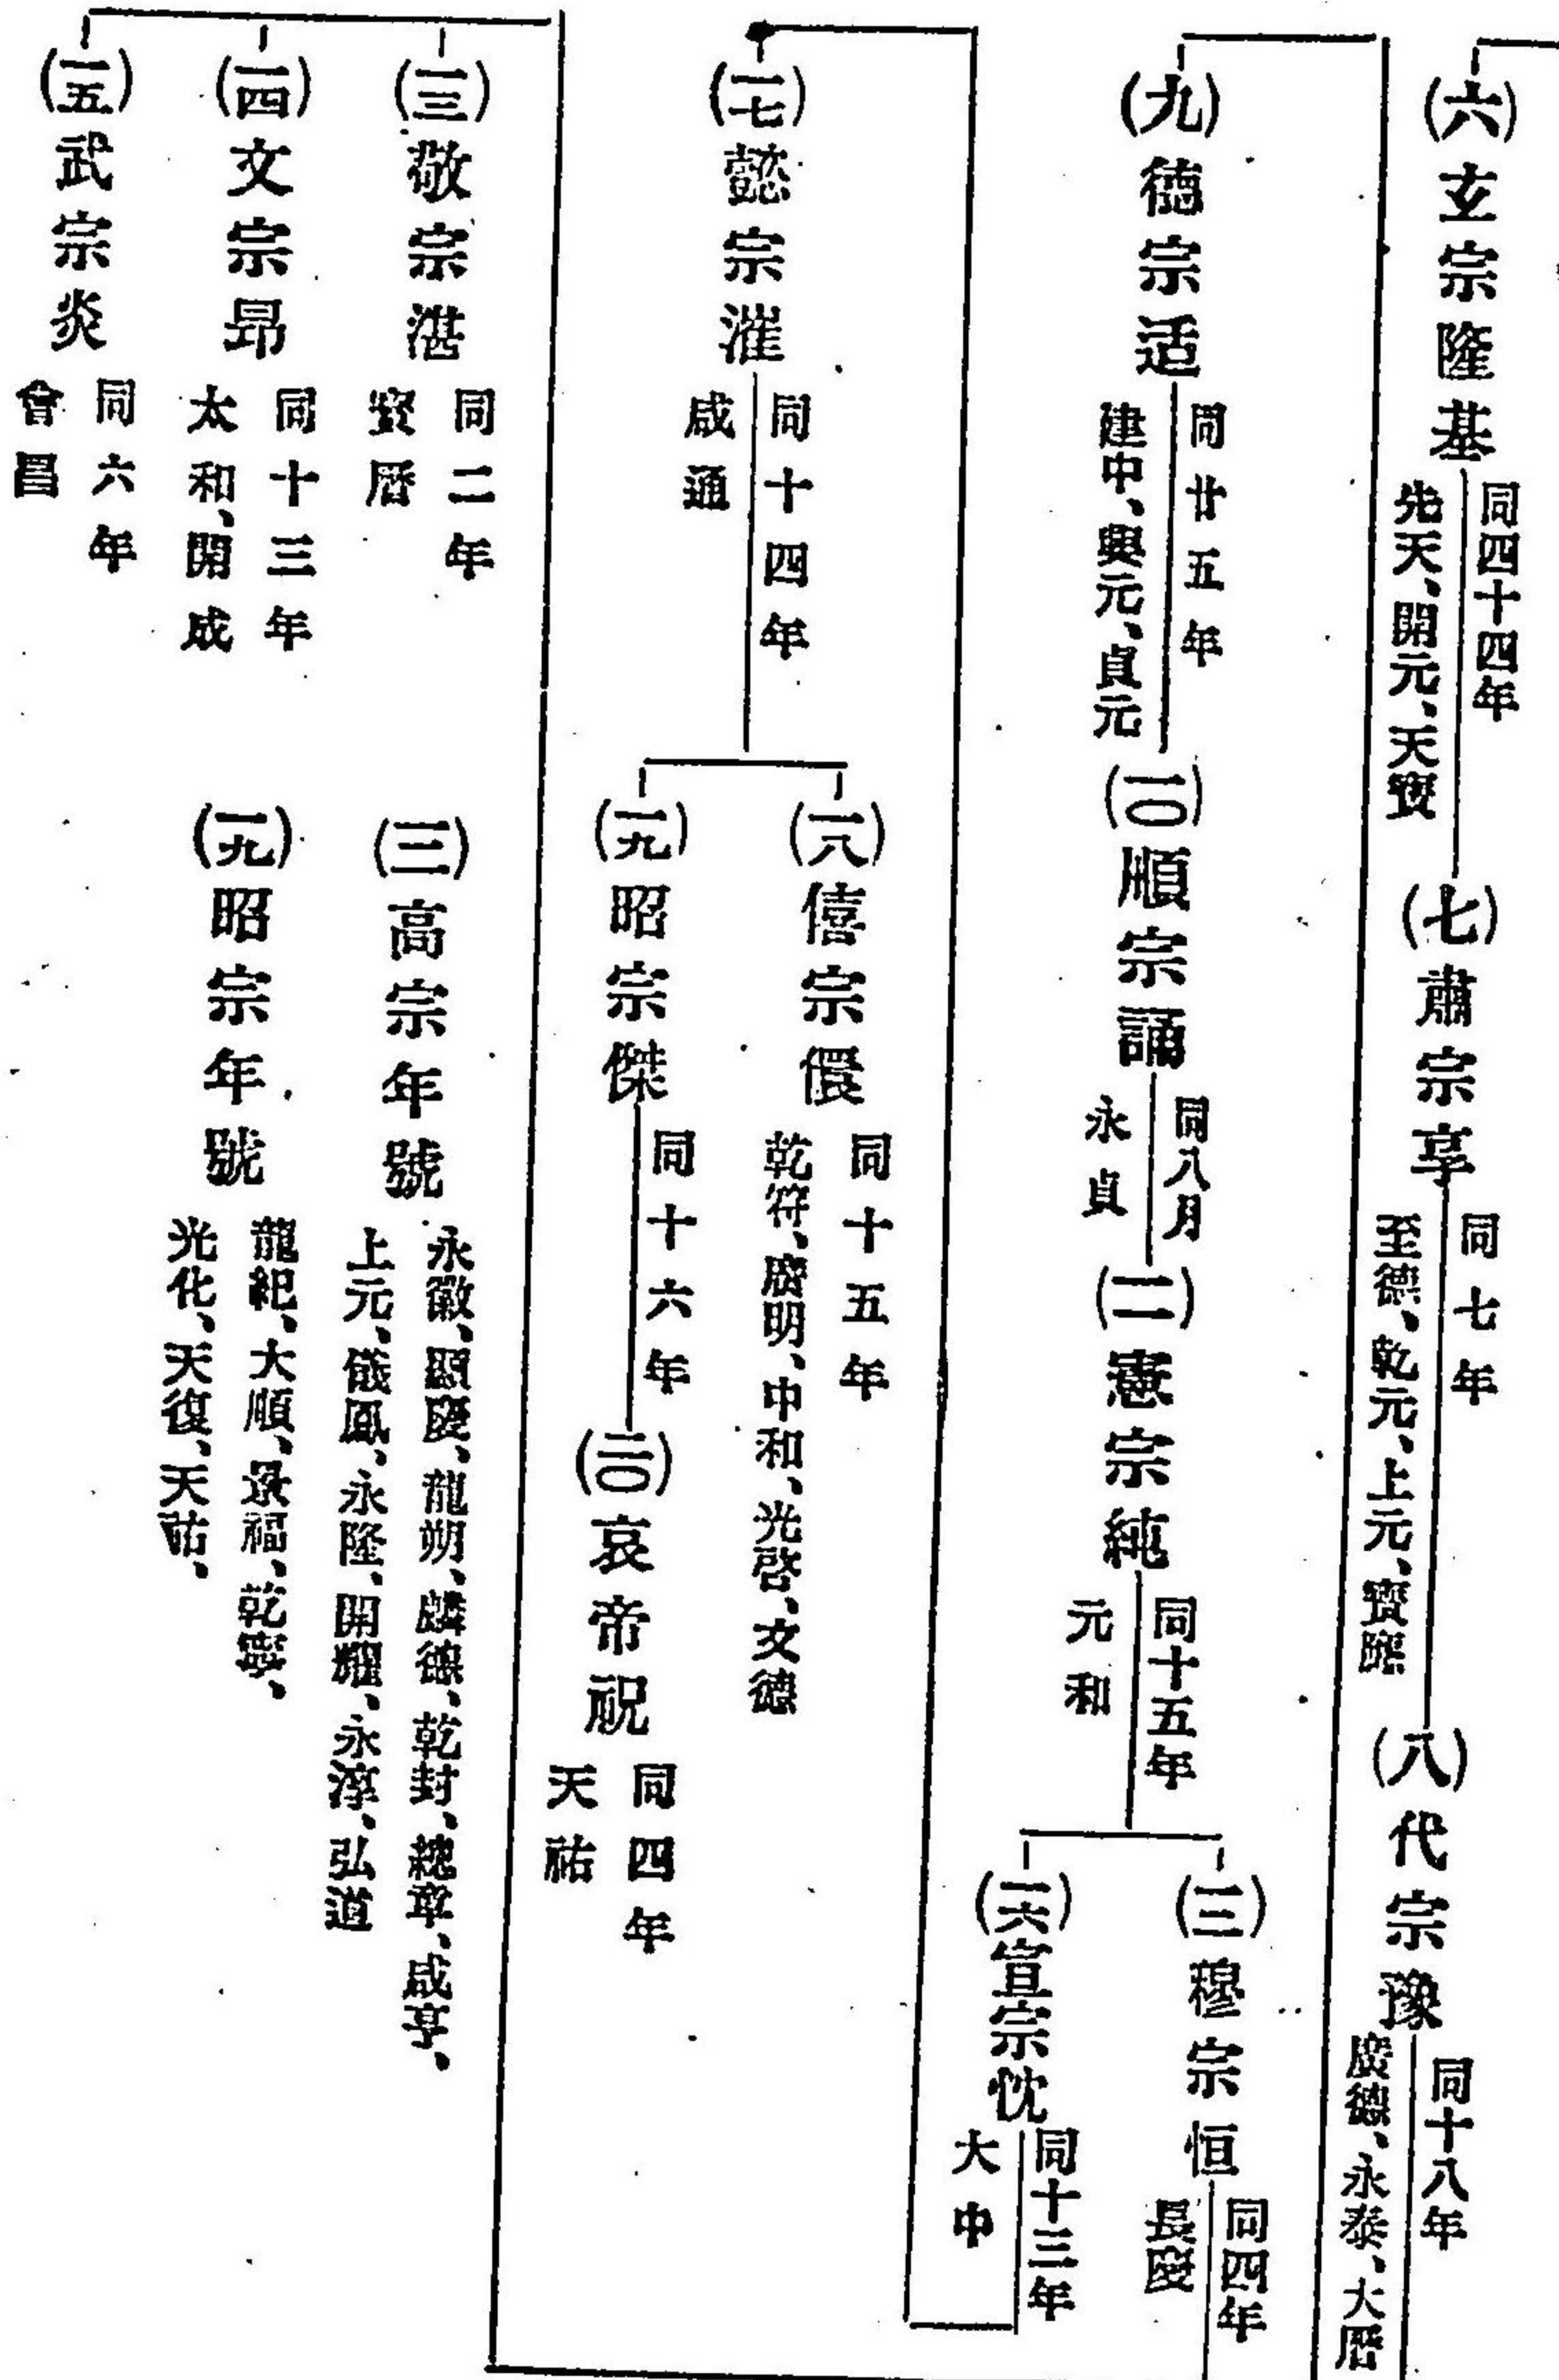 (六)玄宗隆基
同四十四年
先天、開元、天寶
(七)肅宗享
同七年
至德、乾元、上元、寶應
(八)代宗豫
同十八年
廣德、永泰、大曆
(九)德宗适
同廿五年
建中、興元、貞元
(一〇)順宗誦
同八月
永貞
(一一)憲宗純
同十五年
元和
(一二)穆宗恒
同四年
長慶
(一六)宣宗忱
同十三年
大中
(一七)懿宗漼
同十四年
咸通
(一八)僖宗儇
同十五年
乾符、廣明、中和、光啓、文德
(一九)昭宗傑
同十六年
(二〇)哀帝祝
同四年
天祐
(一三)敬宗湛
同二年
寶曆
(一四)文宗昂
同十三年
太和、開成
(一五)武宗炎
同六年
會昌
(三)高宗年號
永徽、顯慶、龍朔、麟德、乾封、總章、咸亨、
上元、儀鳳、永隆、開耀、永淳、弘道
(一九)昭宗年號
龍紀、大順、景福、乾寧、
光化、天復、天祐、